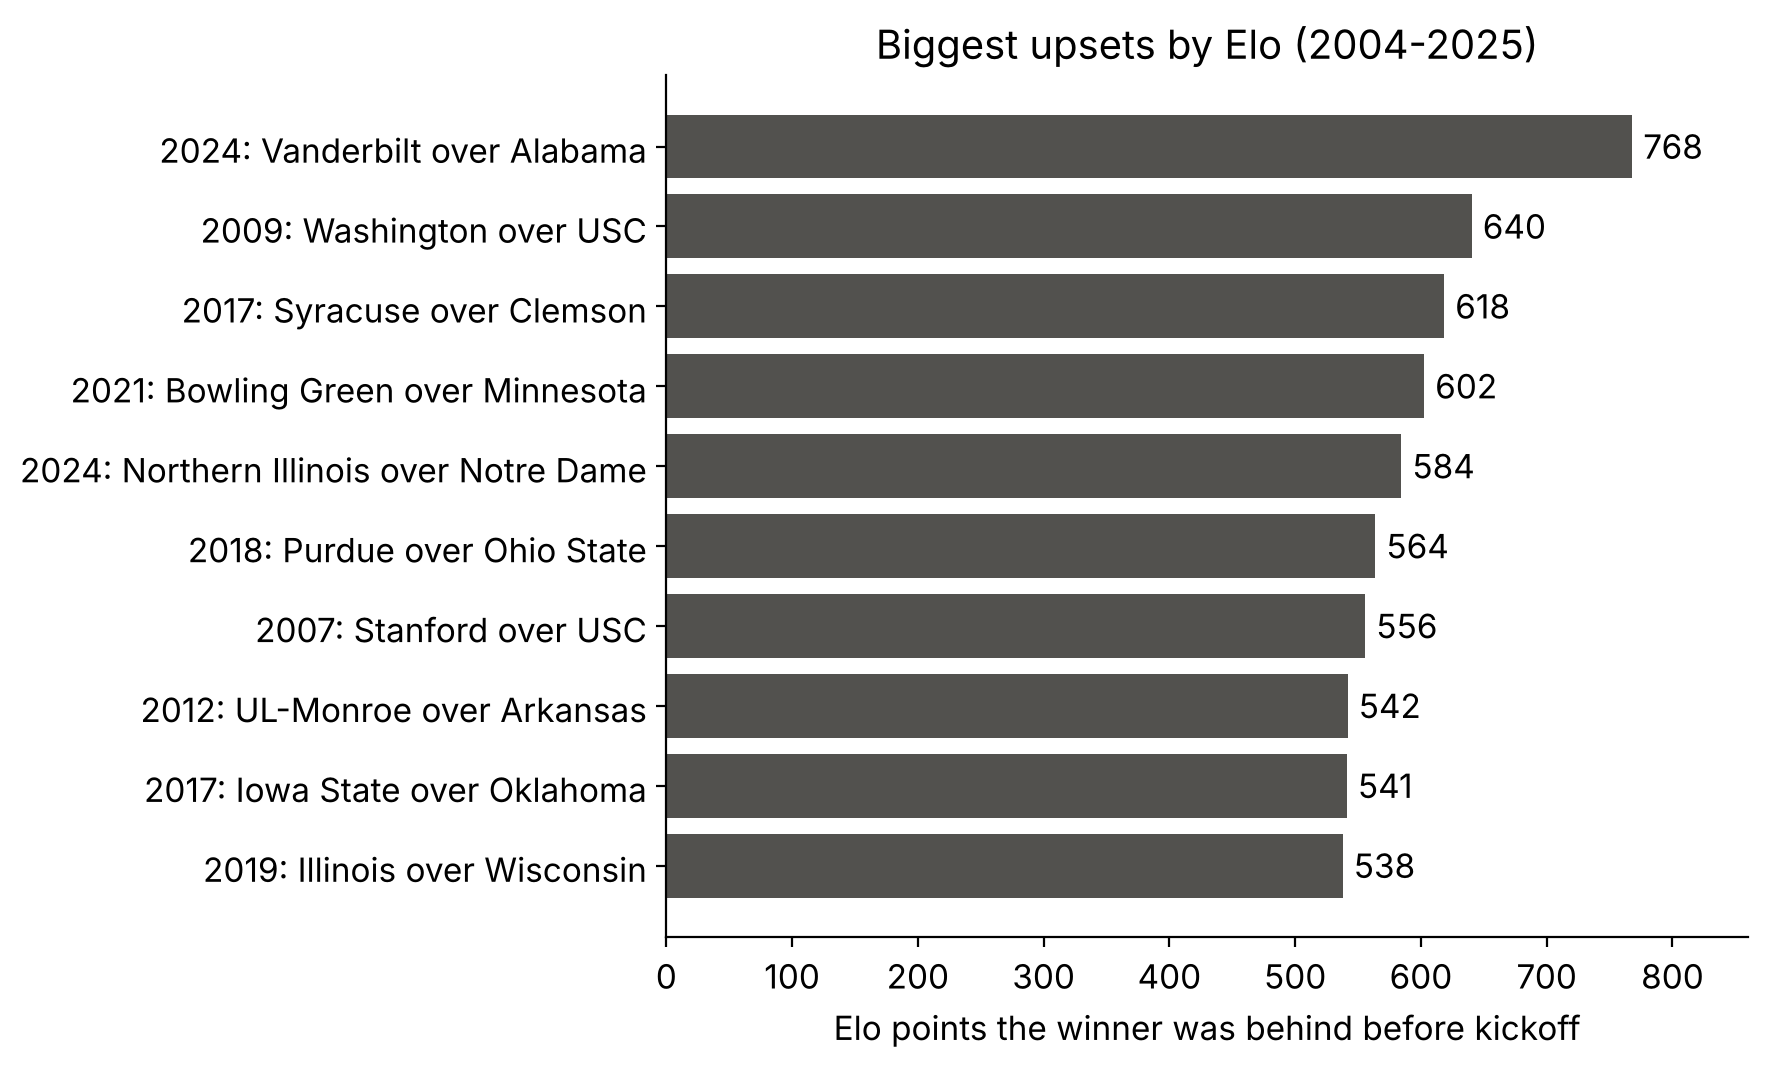 Biggest upsets by Elo (2004-2025)
2024: Vanderbilt over Alabama 768
2009: Washington over USC 640
2017: Syracuse over Clemson 618
2021: Bowling Green over Minnesota 602
2024: Northern Illinois over Notre Dame 584
2018: Purdue over Ohio State 564
2007: Stanford over USC 556
2012: UL-Monroe over Arkansas 542
2017: Iowa State over Oklahoma 541
2019: Illinois over Wisconsin 538
0 100 200 300 400 500 600 700 800
Elo points the winner was behind before kickoff